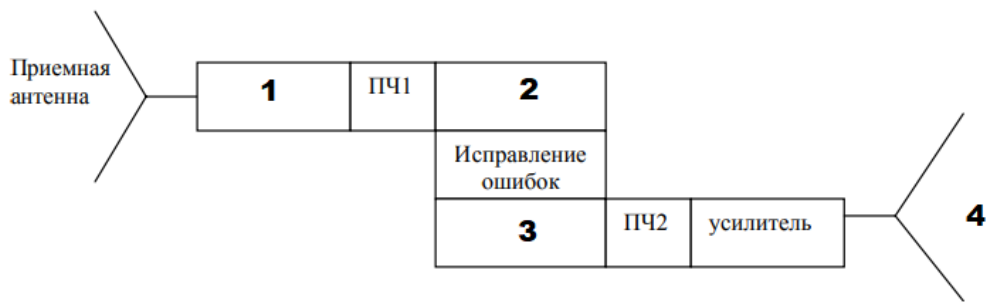 Приемная
антенна
1
ПЧ1
2
Исправление
ошибок
3
ПЧ2
усилитель
4